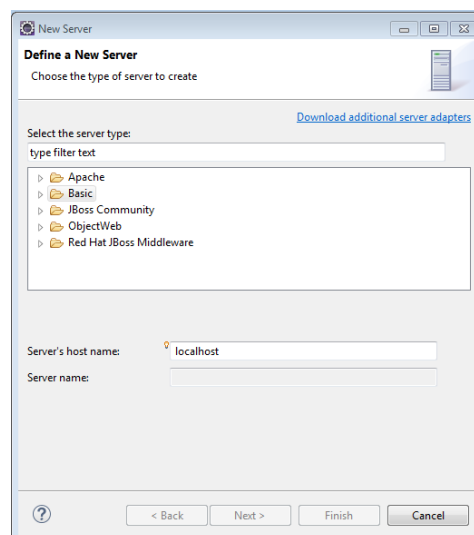 New Server
Define a New Server
Choose the type of server to create
Download additional server adapters
Select the server type:
type filter text
Apache
Basic
JBoss Community
ObjectWeb
Red Hat JBoss Middleware
Server's host name:
localhost
Server name:
?
< Back
Next >
Finish
Cancel